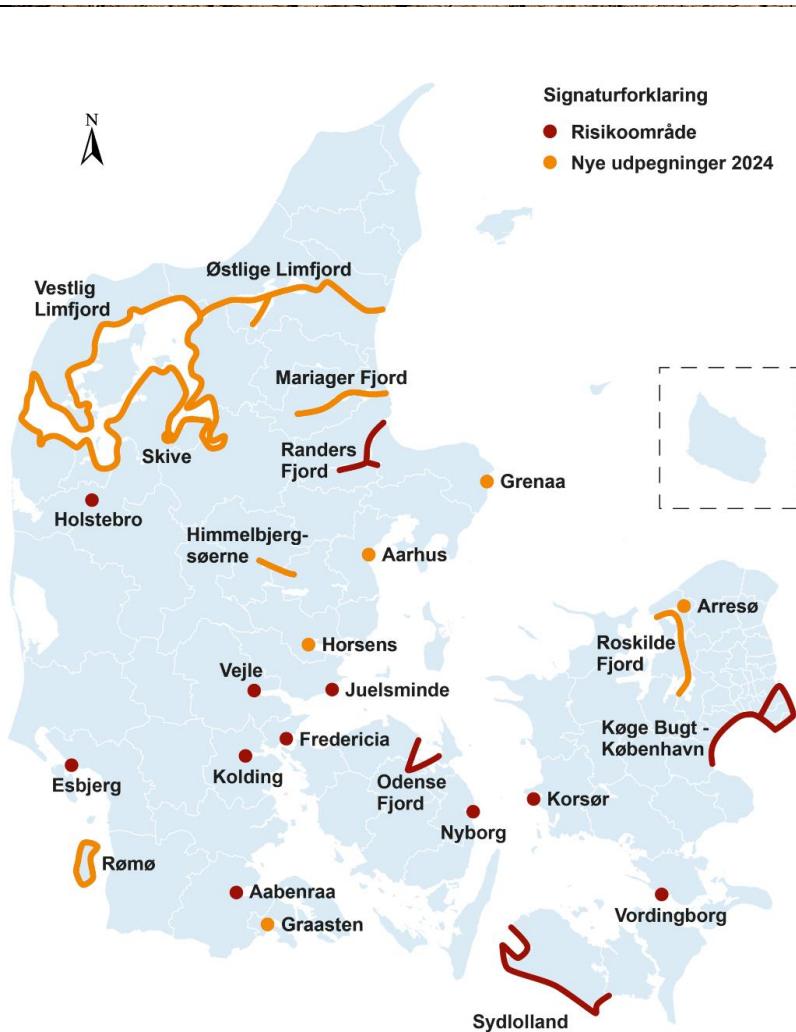 Signaturforklaring
N
Risikoområde
Nye udpegninger 2024
Østlige Limfjord
Vestlig
Limfjord
Mariager Fjord
Skive
Randers
Fjord
Grenaa
Holstebro
Himmelbjerg-
søerne
Aarhus
Arresø
Horsens
Roskilde
Fjord
Vejle
Juelsminde
Køge Bugt -
København
Fredericia
Esbjerg
Kolding
Odense
Fjord
Korsør
Nyborg
Rømø
Aabenraa
Vordingborg
Graasten
Sydlolland